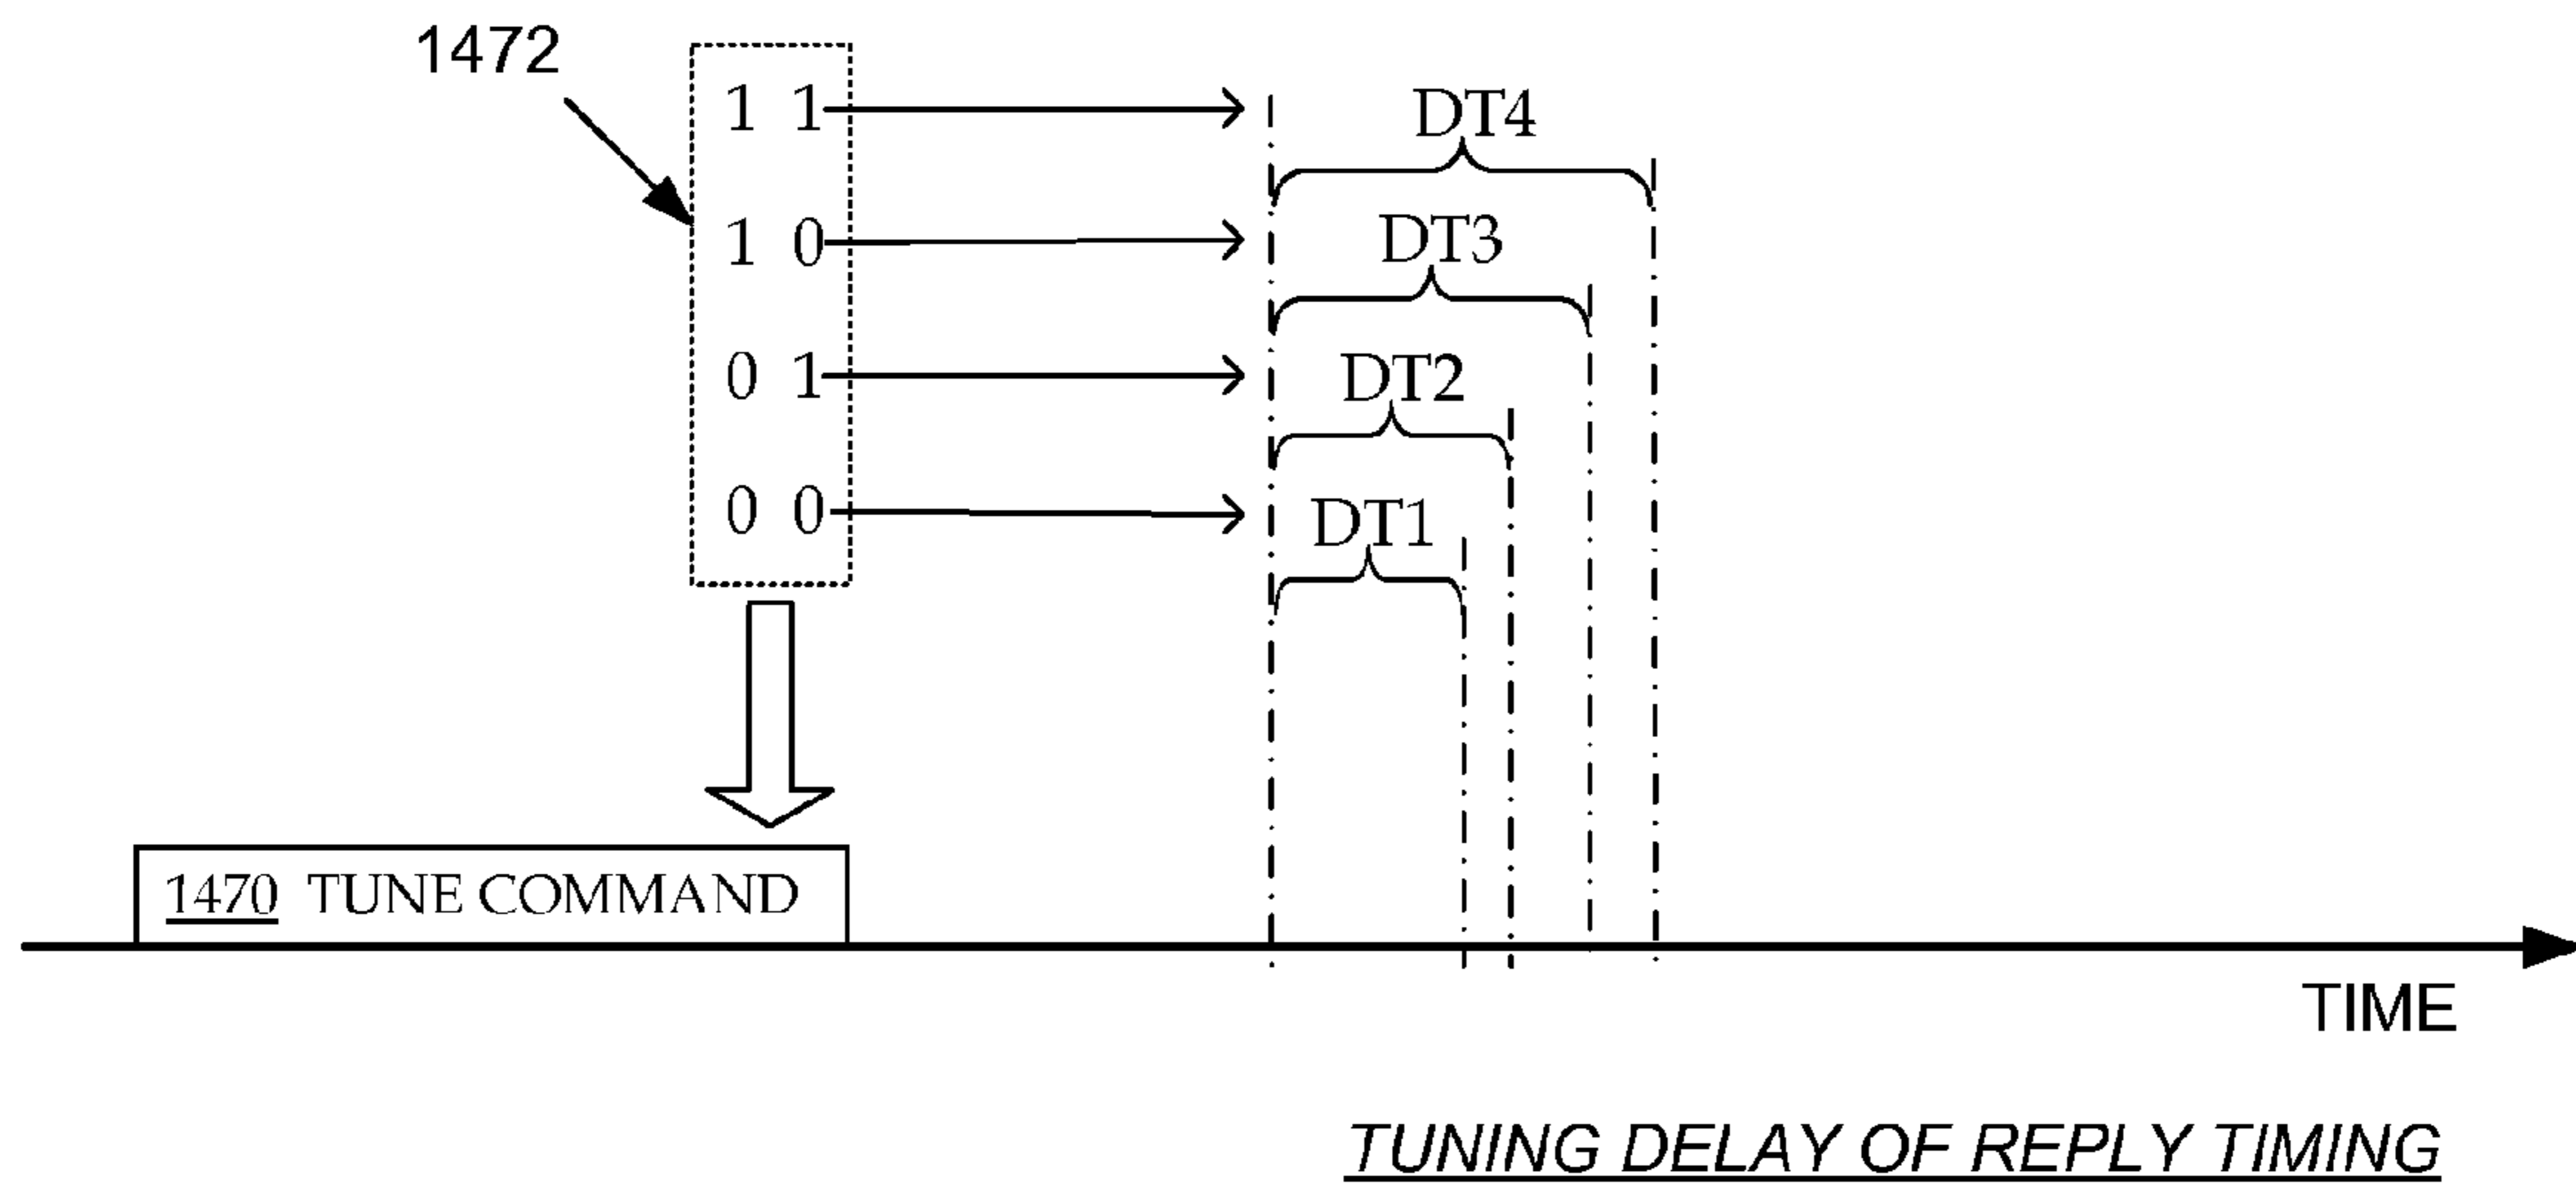 1472
1 1
DT4
1 0
DT3
0 1
DT2
0 0
DT1
1470 TUNE COMMAND
TIME
TUNING DELAY OF REPLY TIMING